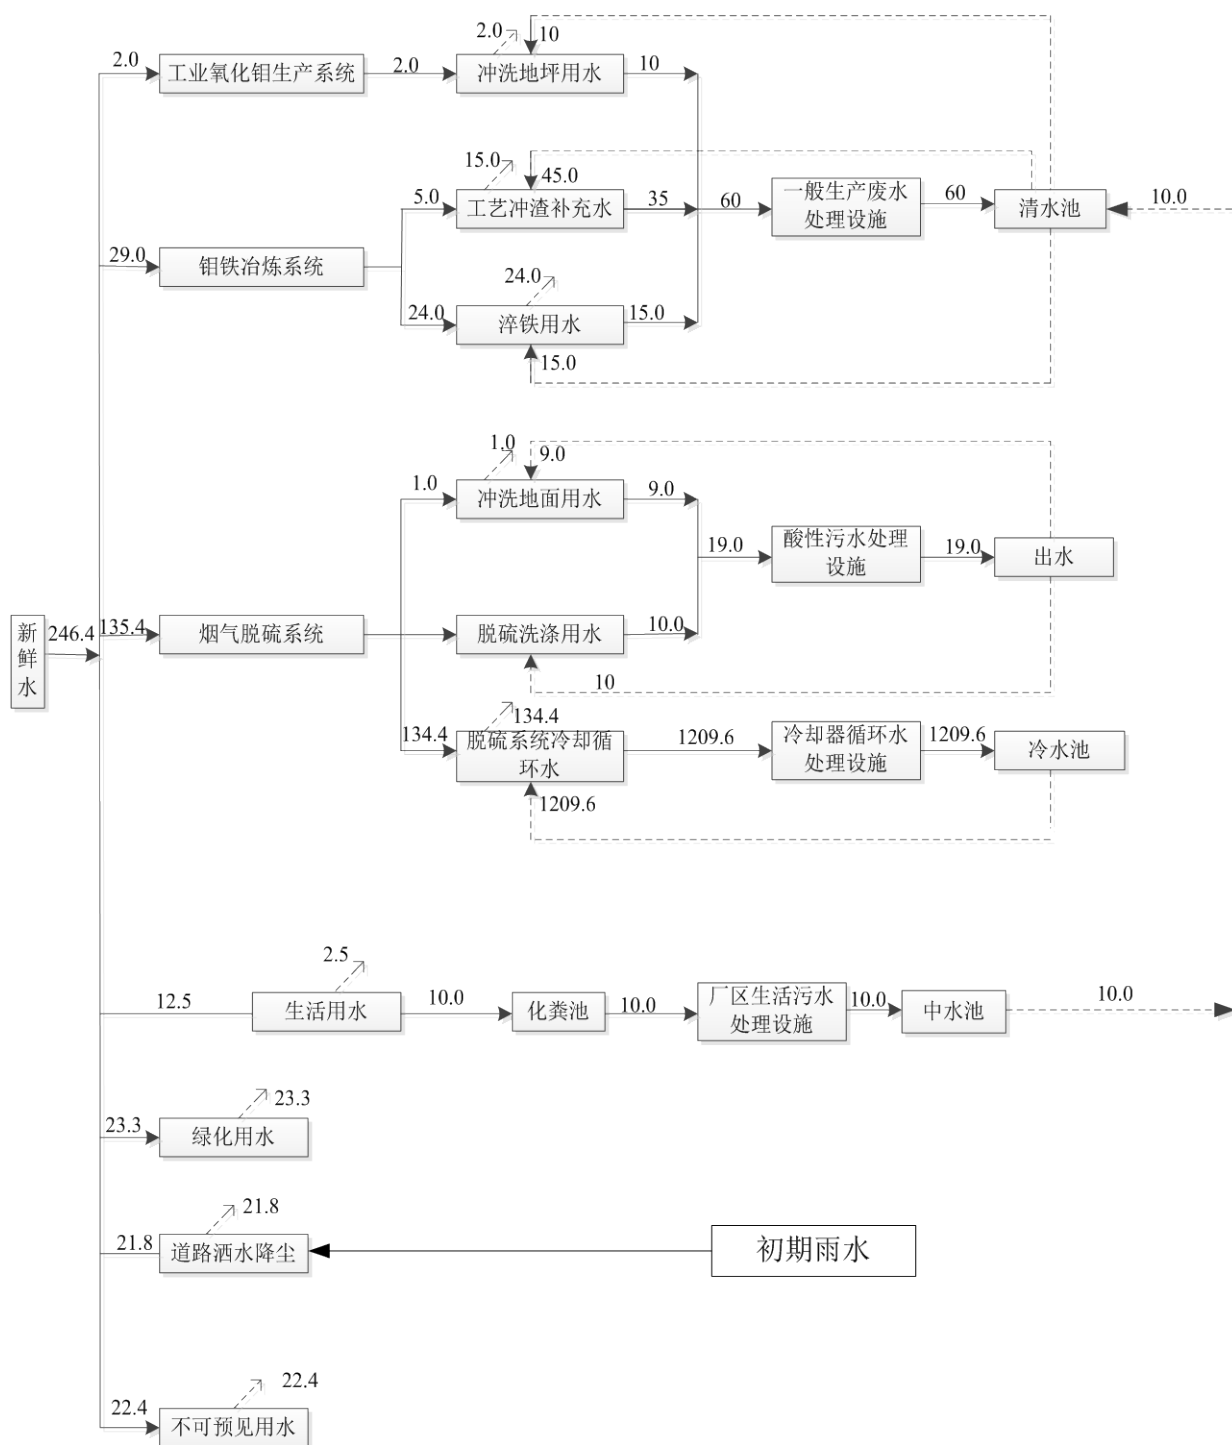 2.0
10
2.0
工业氧化钼生产系统
2.0
冲洗地坪用水
10
15.0
45.0
5.0
工艺冲渣补充水
35
60
一般生产废水
处理设施
60
清水池
10.0
29.0
钼铁冶炼系统
24.0
24.0
淬铁用水
15.0
15.0
1.0
9.0
1.0
冲洗地面用水
9.0
19.0
酸性污水处理
设施
19.0
出水
新
鲜
水
246.4
135.4
烟气脱硫系统
脱硫洗涤用水
10.0
10
134.4
134.4
脱硫系统冷却循
环水
1209.6
冷却器循环水
处理设施
1209.6
冷水池
1209.6
2.5
12.5
生活用水
10.0
化粪池
10.0
厂区生活污水
处理设施
10.0
中水池
10.0
23.3
23.3
绿化用水
21.8
21.8
道路洒水降尘
初期雨水
22.4
22.4
不可预见用水